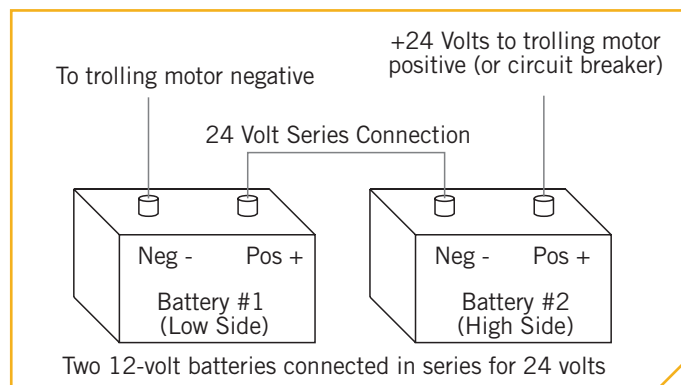 +24 Volts to trolling motor
positive (or circuit breaker)
To trolling motor negative
24 Volt Series Connection
Neg -
Pos +
Battery #1
(Low Side)
Neg -
Pos +
Battery #2
(High Side)
Two 12-volt batteries connected in series for 24 volts